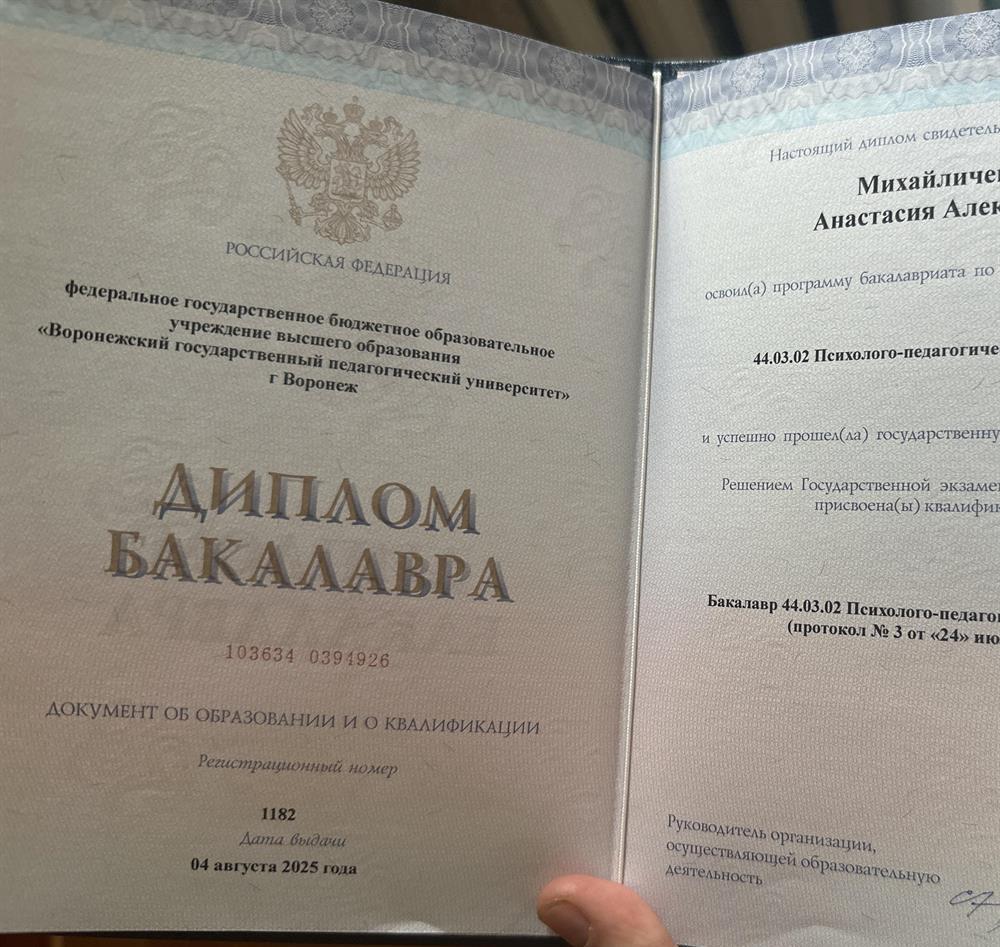 РОССИЙСКАЯ ФЕДЕРАЦИЯ
федеральное государственное бюджетное образовательное
учреждение высшего образования
«Воронежский государственный педагогический университет»
г Воронеж
ДИПЛОМ
БАКАЛАВРА
103634 0394926
ДОКУМЕНТ ОБ ОБРАЗОВАНИИ И О КВАЛИФИКАЦИИ
Регистрационный номер
1182
Дата выдачи
04 августа 2025 года
Настоящий диплом свидетель
Михайличе
Анастасия Алек
освоил(а) программу бакалавриата по
44.03.02 Психолого-педагогиче
и успешно прошел(ла) государственну
Решением Государственной экзамен
присвоена(ы) квалифик
Бакалавр 44.03.02 Психолого-педагог
(протокол № 3 от «24» ию
Руководитель организации,
осуществляющей образовательную
деятельность